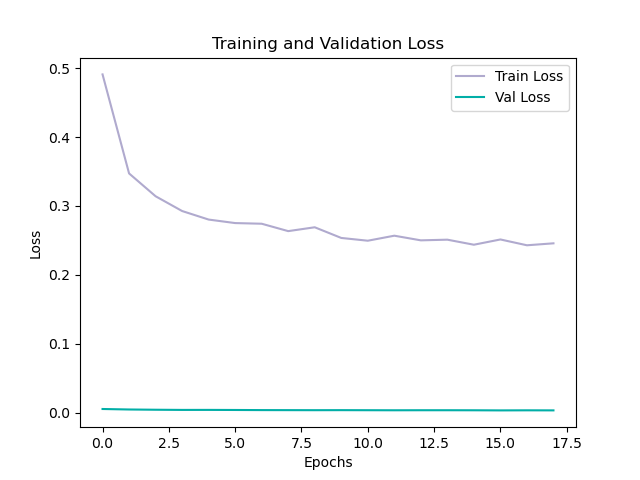 Training and Validation Loss
Train Loss
Val Loss
0.5
0.4
0.3
0.2
0.1
0.0
Loss
0.0 2.5 5.0 7.5 10.0 12.5 15.0 17.5
Epochs